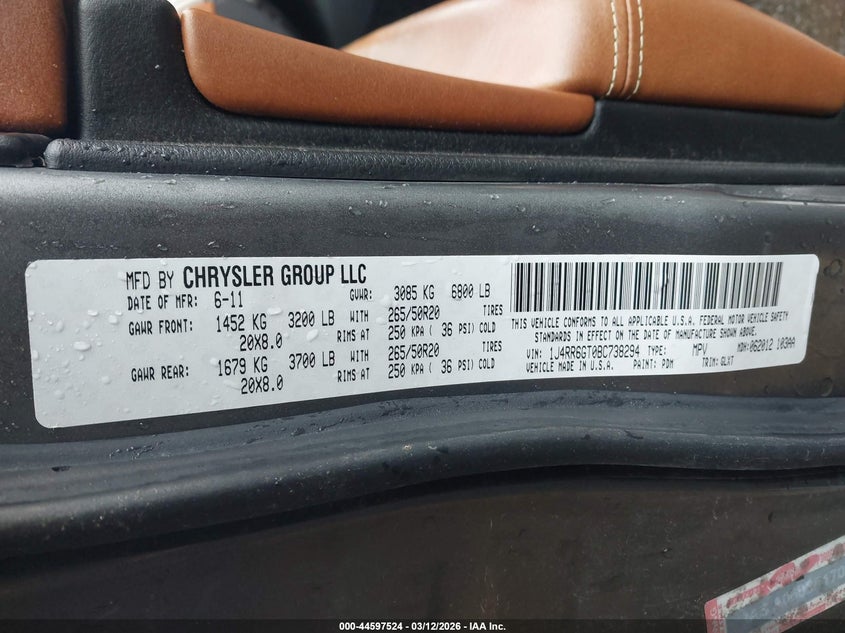 MFD BY CHRYSLER GROUP LLC
DATE OF MFR: 6-11 GVWR: 3085 KG 6800 LB
GAWR FRONT: 1452 KG 3200 LB WITH 265/50R20 TIRES
20X8.0 RIMS AT 250 KPA ( 36 PSI) COLD
GAWR REAR: 1679 KG 3700 LB WITH 265/50R20 TIRES
20X8.0 RIMS AT 250 KPA ( 36 PSI) COLD
THIS VEHICLE CONFORMS TO ALL APPLICABLE U.S.A. FEDERAL MOTOR VEHICLE SAFETY
STANDARDS IN EFFECT ON THE DATE OF MANUFACTURE SHOWN ABOVE.
VIN: 1J4RR6GT0BC738294 TYPE: MPV MDH: 062012 103AA
VEHICLE MADE IN U.S.A. PAINT: PDM TRIM: GLXT
000-44597524 | 03/12/2026 - IAA Inc.